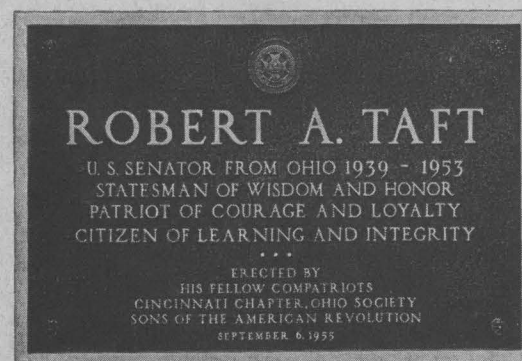 ROBERT A. TAFT
U. S. SENATOR FROM OHIO 1939 - 1953
STATESMAN OF WISDOM AND HONOR
PATRIOT OF COURAGE AND LOYALTY
CITIZEN OF LEARNING AND INTEGRITY
• • •
ERECTED BY
HIS FELLOW COMPATRIOTS
CINCINNATI CHAPTER, OHIO SOCIETY
SONS OF THE AMERICAN REVOLUTION
SEPTEMBER 6, 1955